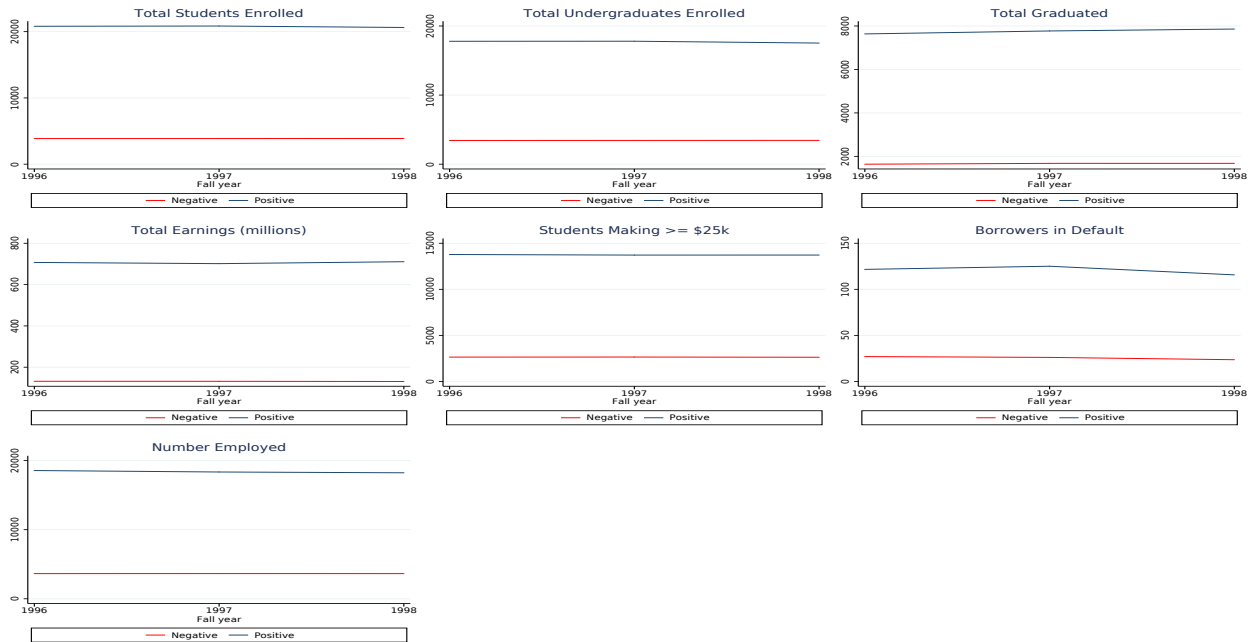 Total Students Enrolled
20000
10000
0
1996 1997 1998
Fall year
Negative Positive
Total Undergraduates Enrolled
20000
10000
0
1996 1997 1998
Fall year
Negative Positive
Total Graduated
8000
6000
4000
2000
1996 1997 1998
Fall year
Negative Positive
Total Earnings (millions)
800
600
400
200
1996 1997 1998
Fall year
Negative Positive
Students Making >= $25k
15000
10000
5000
0
1996 1997 1998
Fall year
Negative Positive
Borrowers in Default
150
100
50
0
1996 1997 1998
Fall year
Negative Positive
Number Employed
20000
10000
0
1996 1997 1998
Fall year
Negative Positive